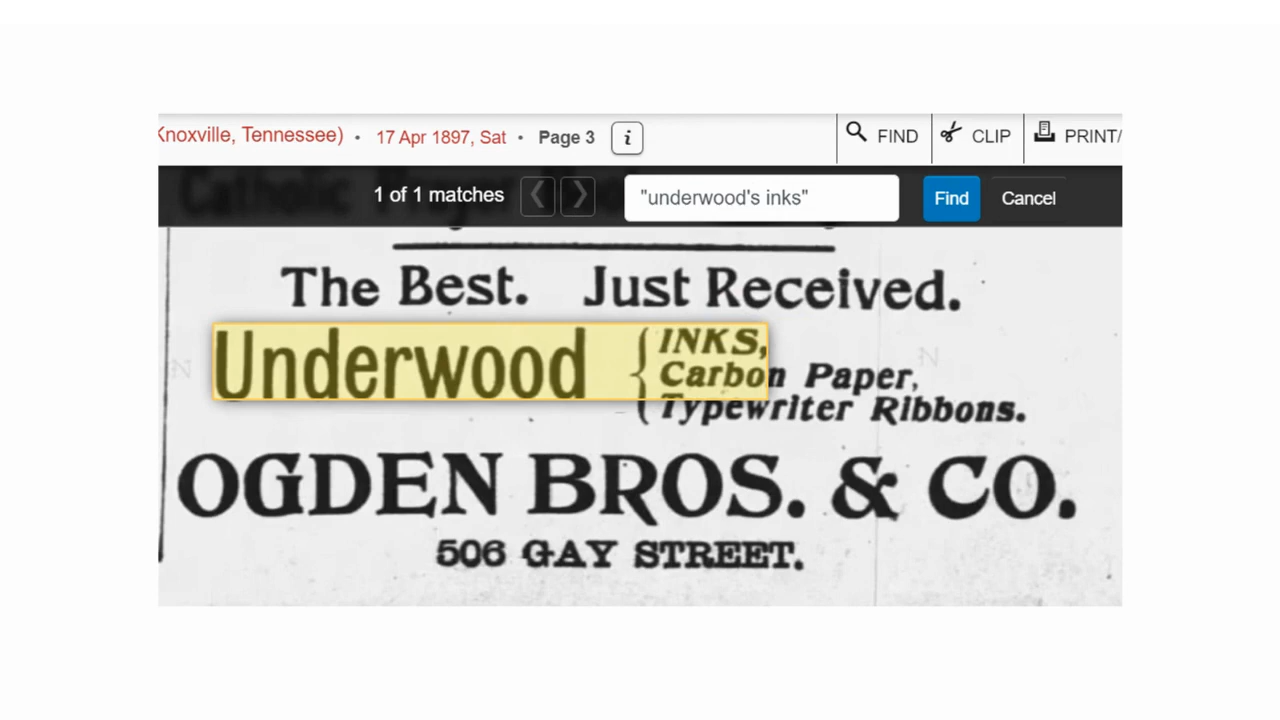 Knoxville, Tennessee) • 17 Apr 1897, Sat • Page 3 i FIND CLIP PRINT/
1 of 1 matches "underwood's inks" Find Cancel
The Best. Just Received.
Underwood { INKS,
Carbon Paper,
Typewriter Ribbons.
OGDEN BROS. & CO.
506 GAY STREET.